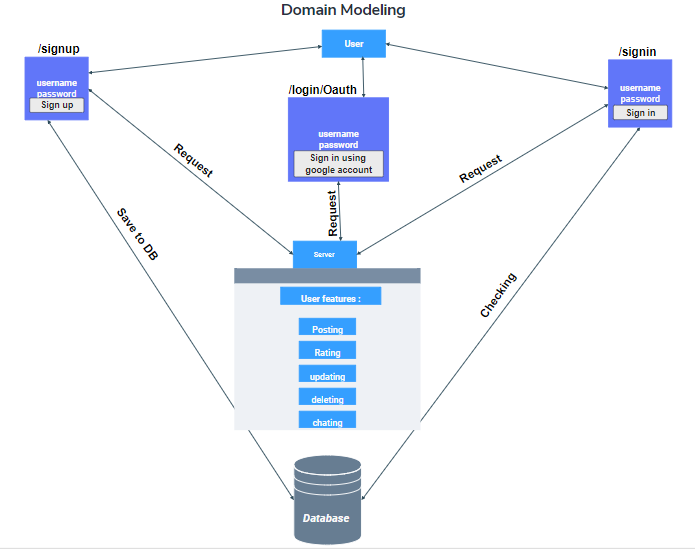 Domain Modeling
User
/signup
username
password
Sign up
/login/Oauth
username
password
Sign in using
google account
/signin
username
password
Sign in
Request
Request
Request
Save to DB
Checking
Server
User features :
Posting
Rating
updating
deleting
chating
Database